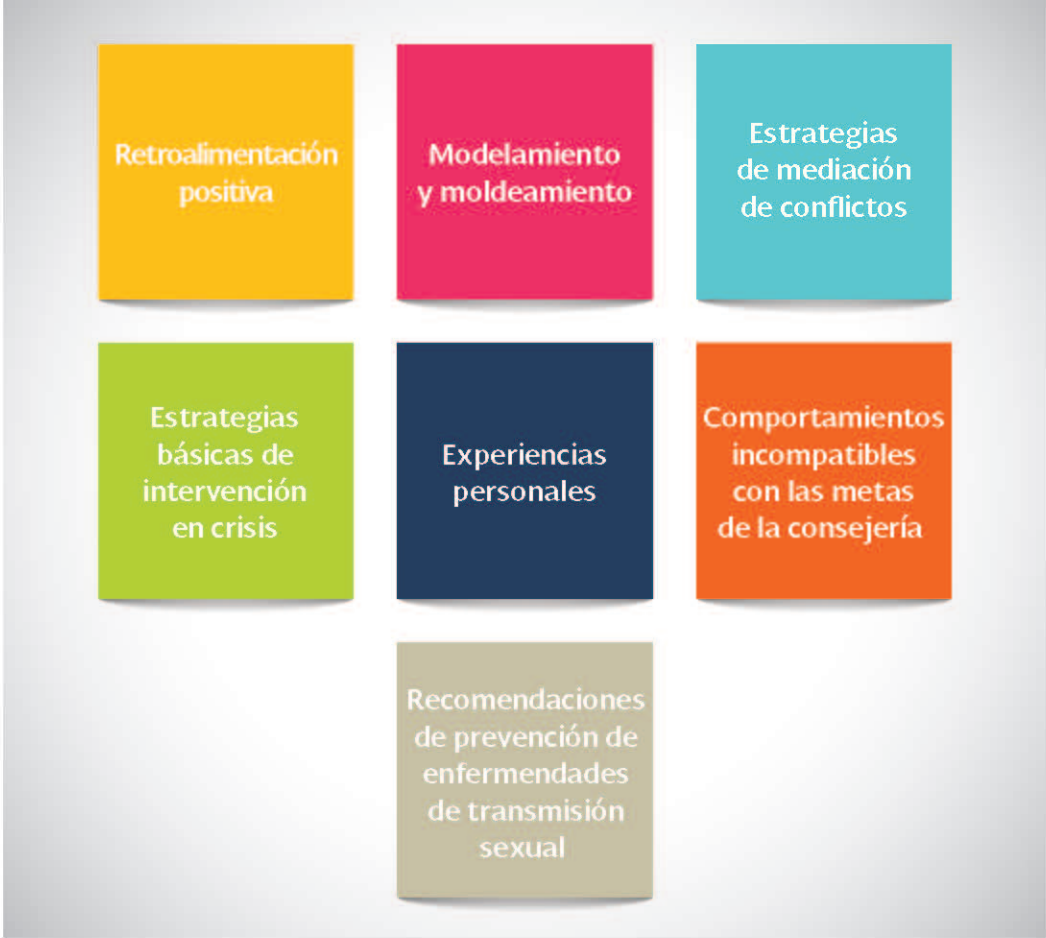 Retroalimentación
positiva
Modelamiento
y moldeamiento
Estrategias
de mediación
de conflictos
Estrategias
básicas de
intervención
en crisis
Experiencias
personales
Comportamientos
incompatibles
con las metas
de la consejería
Recomendaciones
de prevención de
enfermendades
de transmisión
sexual